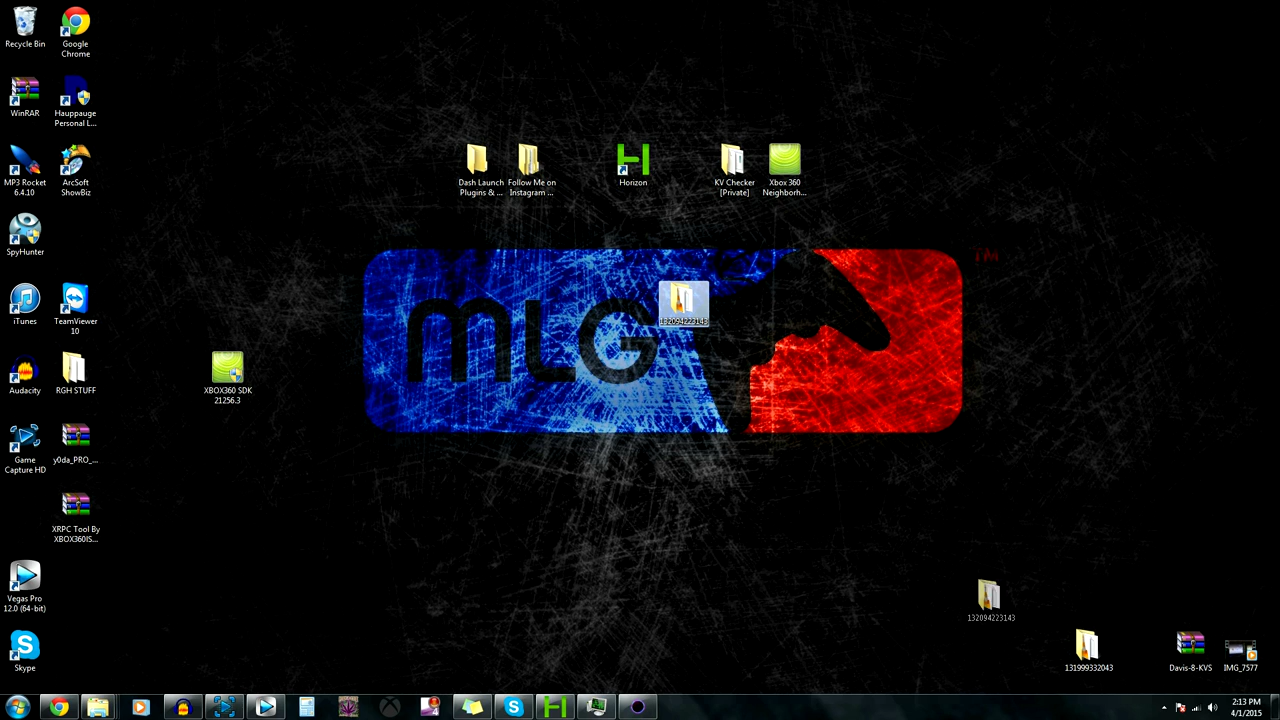 Recycle Bin
Google
Chrome
WinRAR
Hauppauge
Personal L...
MP3 Rocket
6.4.10
ArcSoft
ShowBiz
Dash Launch
Plugins & ...
Follow Me on
Instagram ...
Horizon
KV Checker
[Private]
Xbox 360
Neighborh...
SpyHunter
TM
MLG
132094223143
iTunes
TeamViewer
10
Audacity
RGH STUFF
XBOX360 SDK
21256.3
Game
Capture HD
y0da_PRO_...
XRPC Tool By
XBOX360IS...
Vegas Pro
12.0 (64-bit)
132094223143
Skype
131999332043
Davis-8-KVS
IMG_7577
2:13 PM
4/1/2015